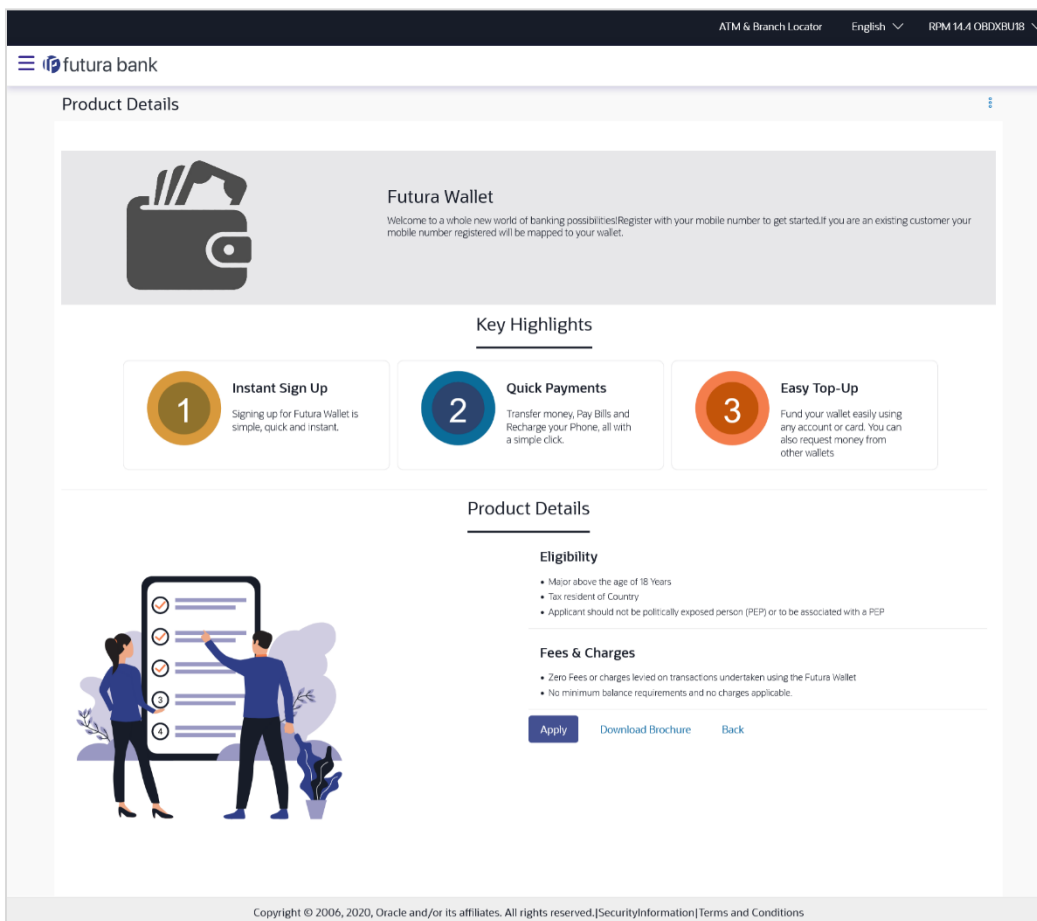 ATM & Branch Locator English RPM 14.4 OBDXBU18
futura bank
Product Details
Futura Wallet
Welcome to a whole new world of banking possibilities!Register with your mobile number to get started.If you are an existing customer your
mobile number registered will be mapped to your wallet.
Key Highlights
1
Instant Sign Up
Signing up for Futura Wallet is
simple, quick and instant.
2
Quick Payments
Transfer money, Pay Bills and
Recharge your Phone, all with
a simple click.
3
Easy Top-Up
Fund your wallet easily using
any account or card. You can
also request money from
other wallets
Product Details
3
4
Eligibility
• Major above the age of 18 Years
• Tax resident of Country
• Applicant should not be politically exposed person (PEP) or to be associated with a PEP
Fees & Charges
• Zero Fees or charges levied on transactions undertaken using the Futura Wallet
• No minimum balance requirements and no charges applicable.
Apply Download Brochure Back
Copyright © 2006, 2020, Oracle and/or its affiliates. All rights reserved.|SecurityInformation|Terms and Conditions